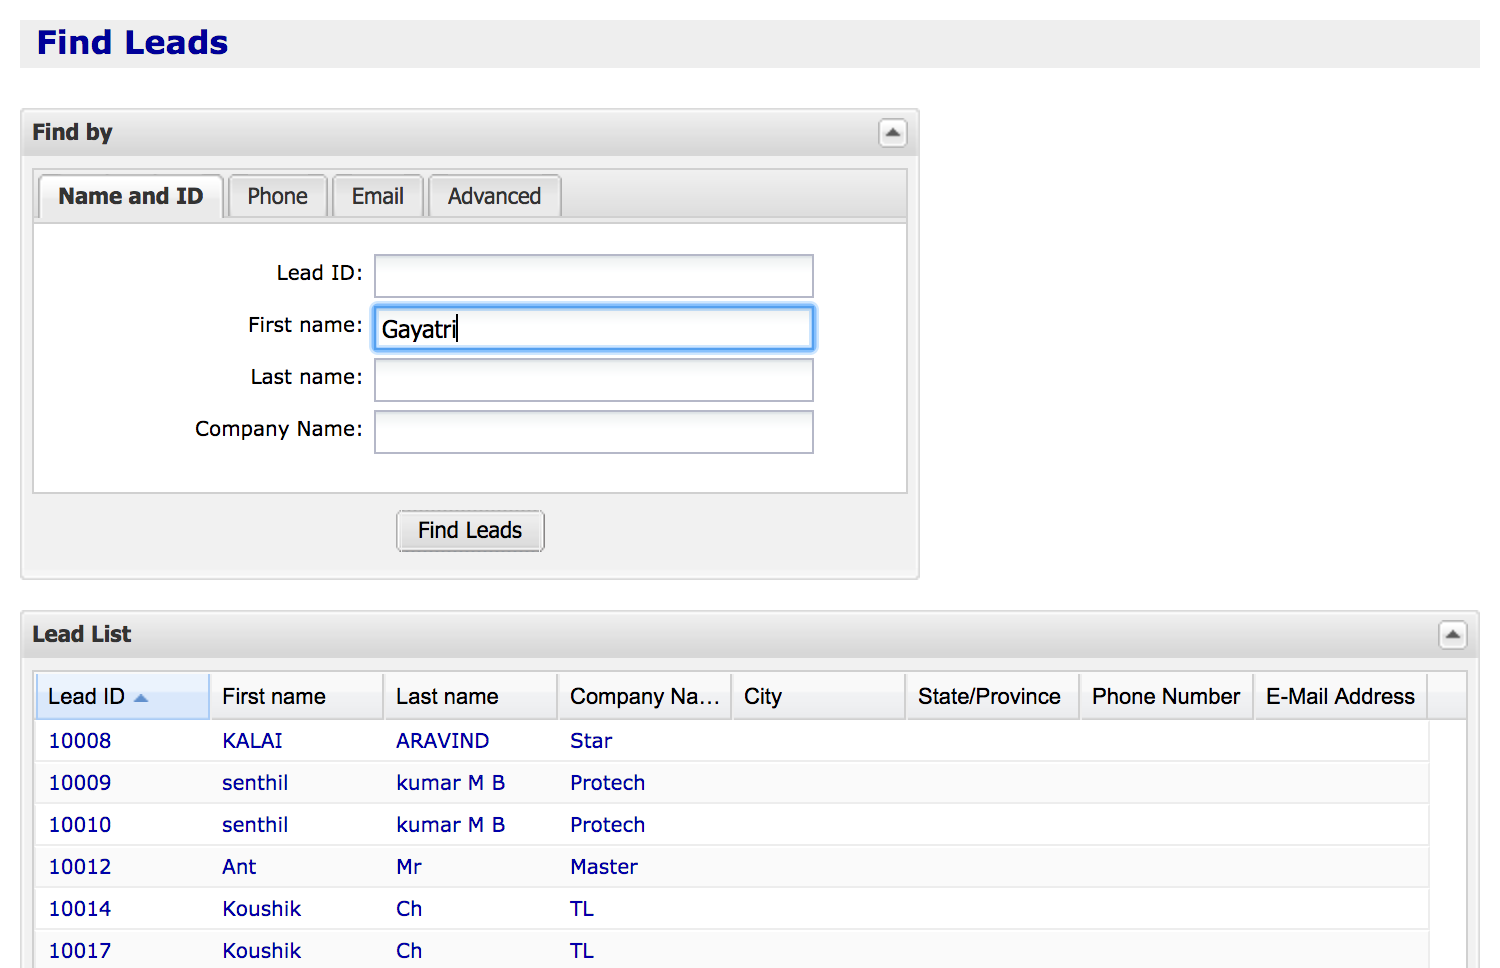 Find Leads
Find by
Name and ID Phone Email Advanced
Lead ID:
First name: Gayatri
Last name:
Company Name:
Find Leads
Lead List
Lead ID First name Last name Company Na... City State/Province Phone Number E-Mail Address
10008 KALAI ARAVIND Star
10009 senthil kumar M B Protech
10010 senthil kumar M B Protech
10012 Ant Mr Master
10014 Koushik Ch TL
10017 Koushik Ch TL